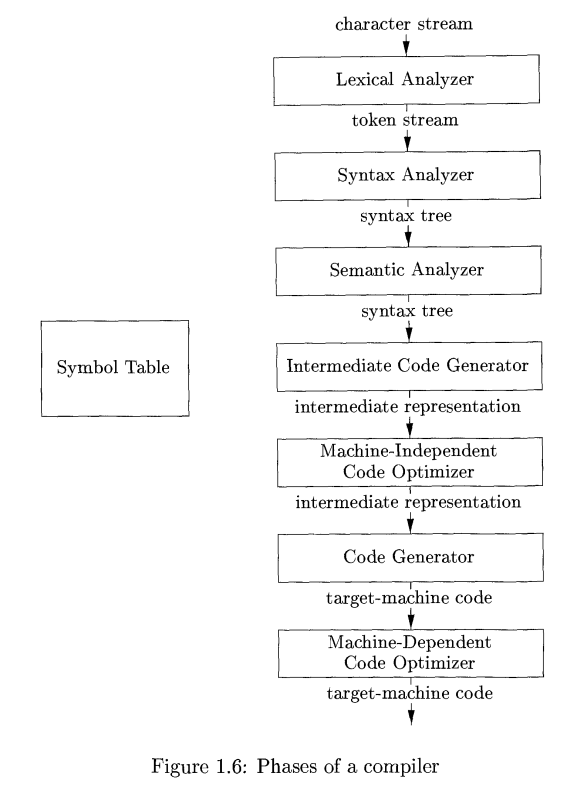 character stream
Lexical Analyzer
token stream
Syntax Analyzer
syntax tree
Semantic Analyzer
syntax tree
Symbol Table
Intermediate Code Generator
intermediate representation
Machine-Independent
Code Optimizer
intermediate representation
Code Generator
target-machine code
Machine-Dependent
Code Optimizer
target-machine code
Figure 1.6: Phases of a compiler